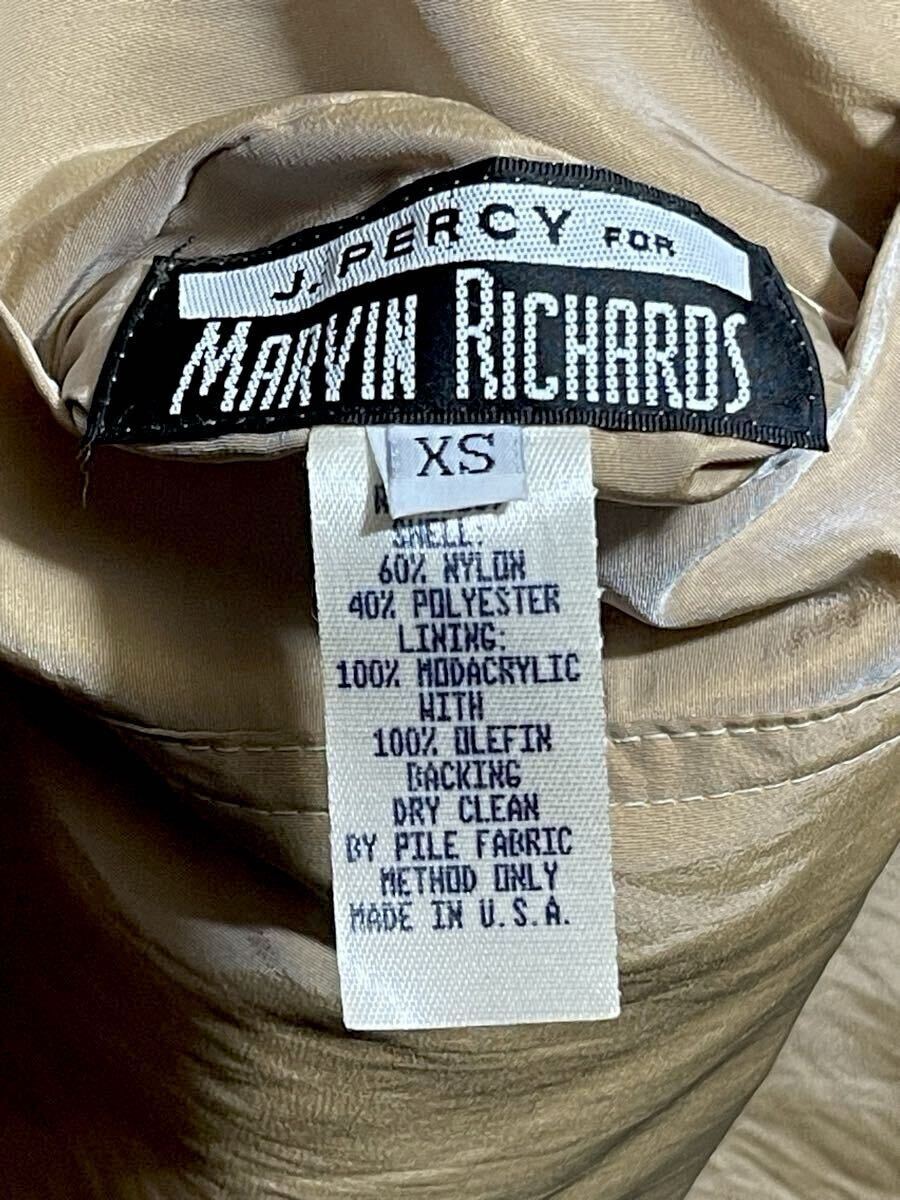 J. PERCY FOR
MARVIN RICHARDS
XS
SHELL:
60% NYLON
40% POLYESTER
LINING:
100% MODACRYLIC
WITH
100% OLEFIN
BACKING
DRY CLEAN
BY PILE FABRIC
METHOD ONLY
MADE IN U.S.A.